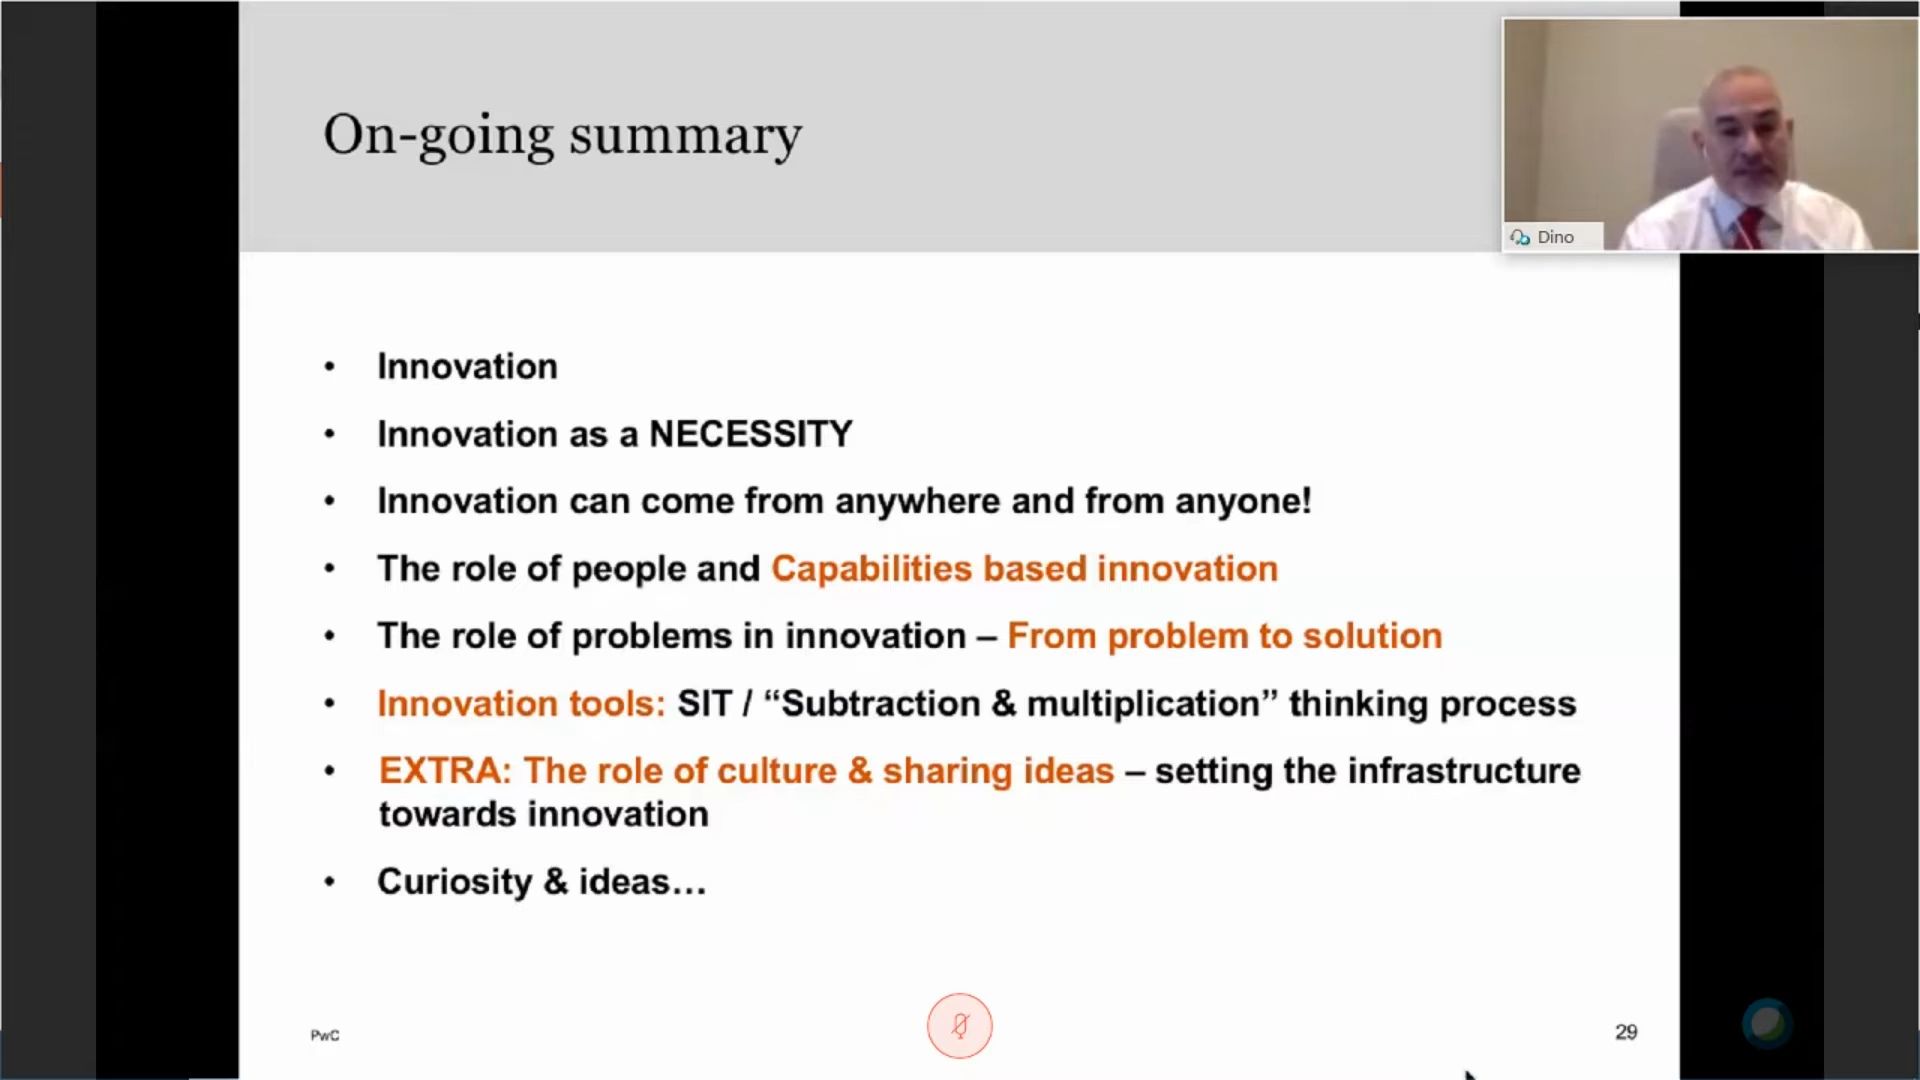 On-going summary
Dino
• Innovation
• Innovation as a NECESSITY
• Innovation can come from anywhere and from anyone!
• The role of people and Capabilities based innovation
• The role of problems in innovation – From problem to solution
• Innovation tools: SIT / “Subtraction & multiplication” thinking process
• EXTRA: The role of culture & sharing ideas – setting the infrastructure
towards innovation
• Curiosity & ideas…
PwC
29